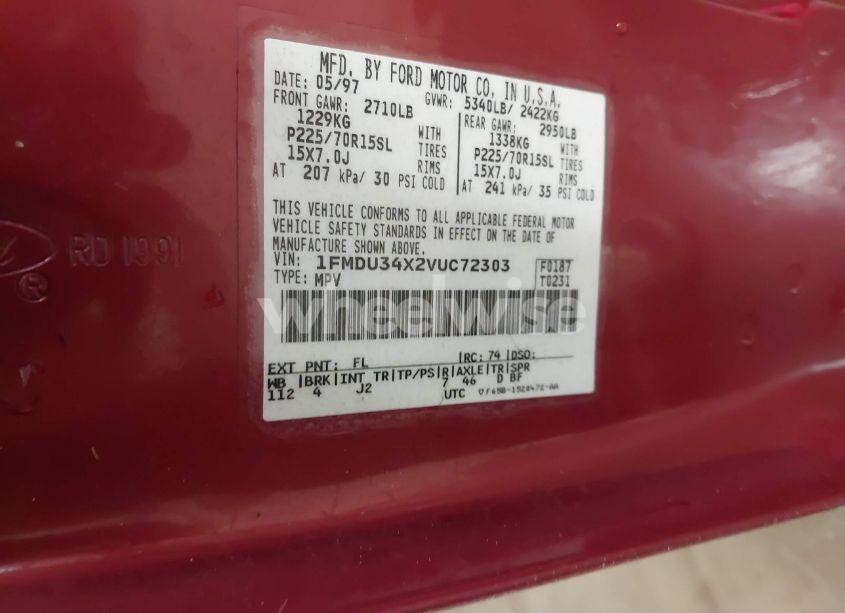 MFD. BY FORD MOTOR CO. IN U.S.A.
DATE: 05/97 GVWR: 5340LB/ 2422KG
FRONT GAWR: 2710LB REAR GAWR: 2950LB
1229KG WITH 1338KG WITH
P225/70R15SL TIRES P225/70R15SL TIRES
15X7.0J RIMS 15X7.0J RIMS
AT 207 kPa/ 30 PSI COLD AT 241 kPa/ 35 PSI COLD
THIS VEHICLE CONFORMS TO ALL APPLICABLE FEDERAL MOTOR
VEHICLE SAFETY STANDARDS IN EFFECT ON THE DATE OF
MANUFACTURE SHOWN ABOVE.
VIN: 1FMDU34X2VUC72303 F0187
TYPE: MPV T0231
wheelwise
EXT PNT: FL RC: 74 DSO:
WB BRK INT TR TP/PS R AXLE TR SPR
112 4 J2 7 46 D BF
UTC
RD 1991
®